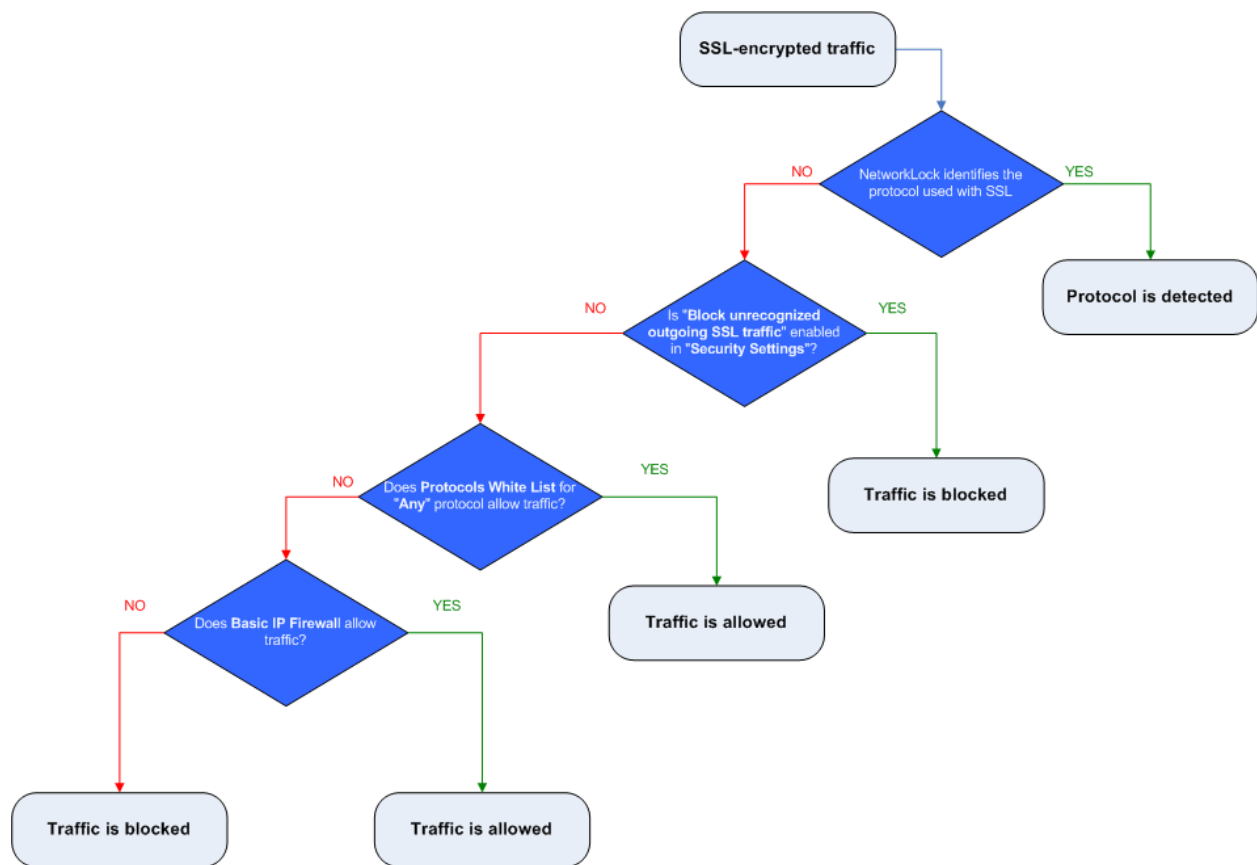 SSL-encrypted traffic
NetworkLock identifies the
protocol used with SSL
NO
YES
Protocol is detected
Is "Block unrecognized
outgoing SSL traffic" enabled
in "Security Settings"?
NO
YES
Traffic is blocked
Does Protocols White List for
"Any" protocol allow traffic?
NO
YES
Traffic is allowed
Does Basic IP Firewall allow
traffic?
NO
YES
Traffic is blocked
Traffic is allowed